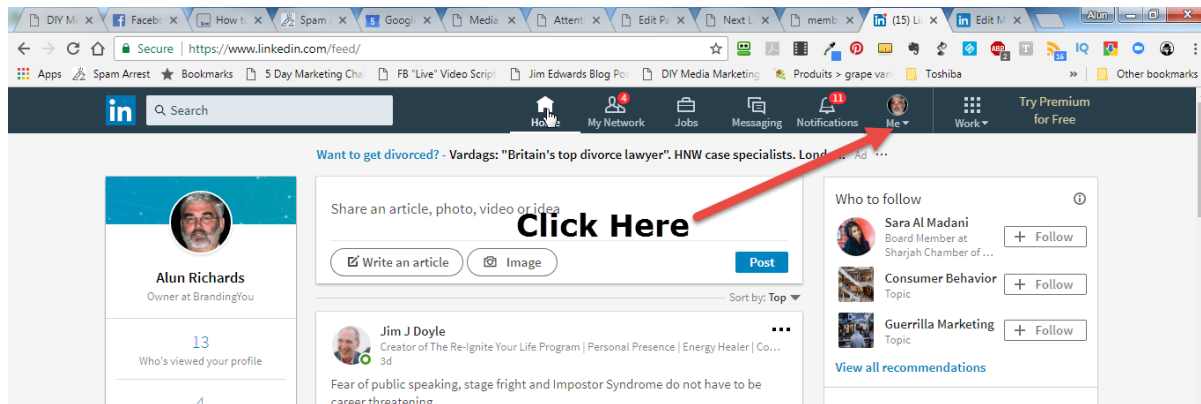 DIY M
Facebo
How to
Spam A
Googl
Media
Attenti
Edit Pa
Next L
memb
(15) Li
Edit M
Alun
Secure | https://www.linkedin.com/feed/
2
16
IQ
Apps
Spam Arrest
Bookmarks
5 Day Marketing Chal
FB "Live" Video Script
Jim Edwards Blog Pos
DIY Media Marketing
Produits > grape vari
Toshiba
»
Other bookmarks
in
Search
Home
4
My Network
Jobs
Messaging
11
Notifications
Me
Work
Try Premium
for Free
Want to get divorced? - Vardags: "Britain's top divorce lawyer". HNW case specialists. London. Ad ···
Share an article, photo, video or idea
Click Here
Write an article
Image
Post
Sort by: Top
Alun Richards
Owner at BrandingYou
13
Who's viewed your profile
4
Jim J Doyle
Creator of The Re-Ignite Your Life Program | Personal Presence | Energy Healer | Co...
3d
Fear of public speaking, stage fright and Impostor Syndrome do not have to be
career threatening
Who to follow
Sara Al Madani
Board Member at
Sharjah Chamber of ...
+ Follow
Consumer Behavior
Topic
+ Follow
Guerrilla Marketing
Topic
+ Follow
View all recommendations